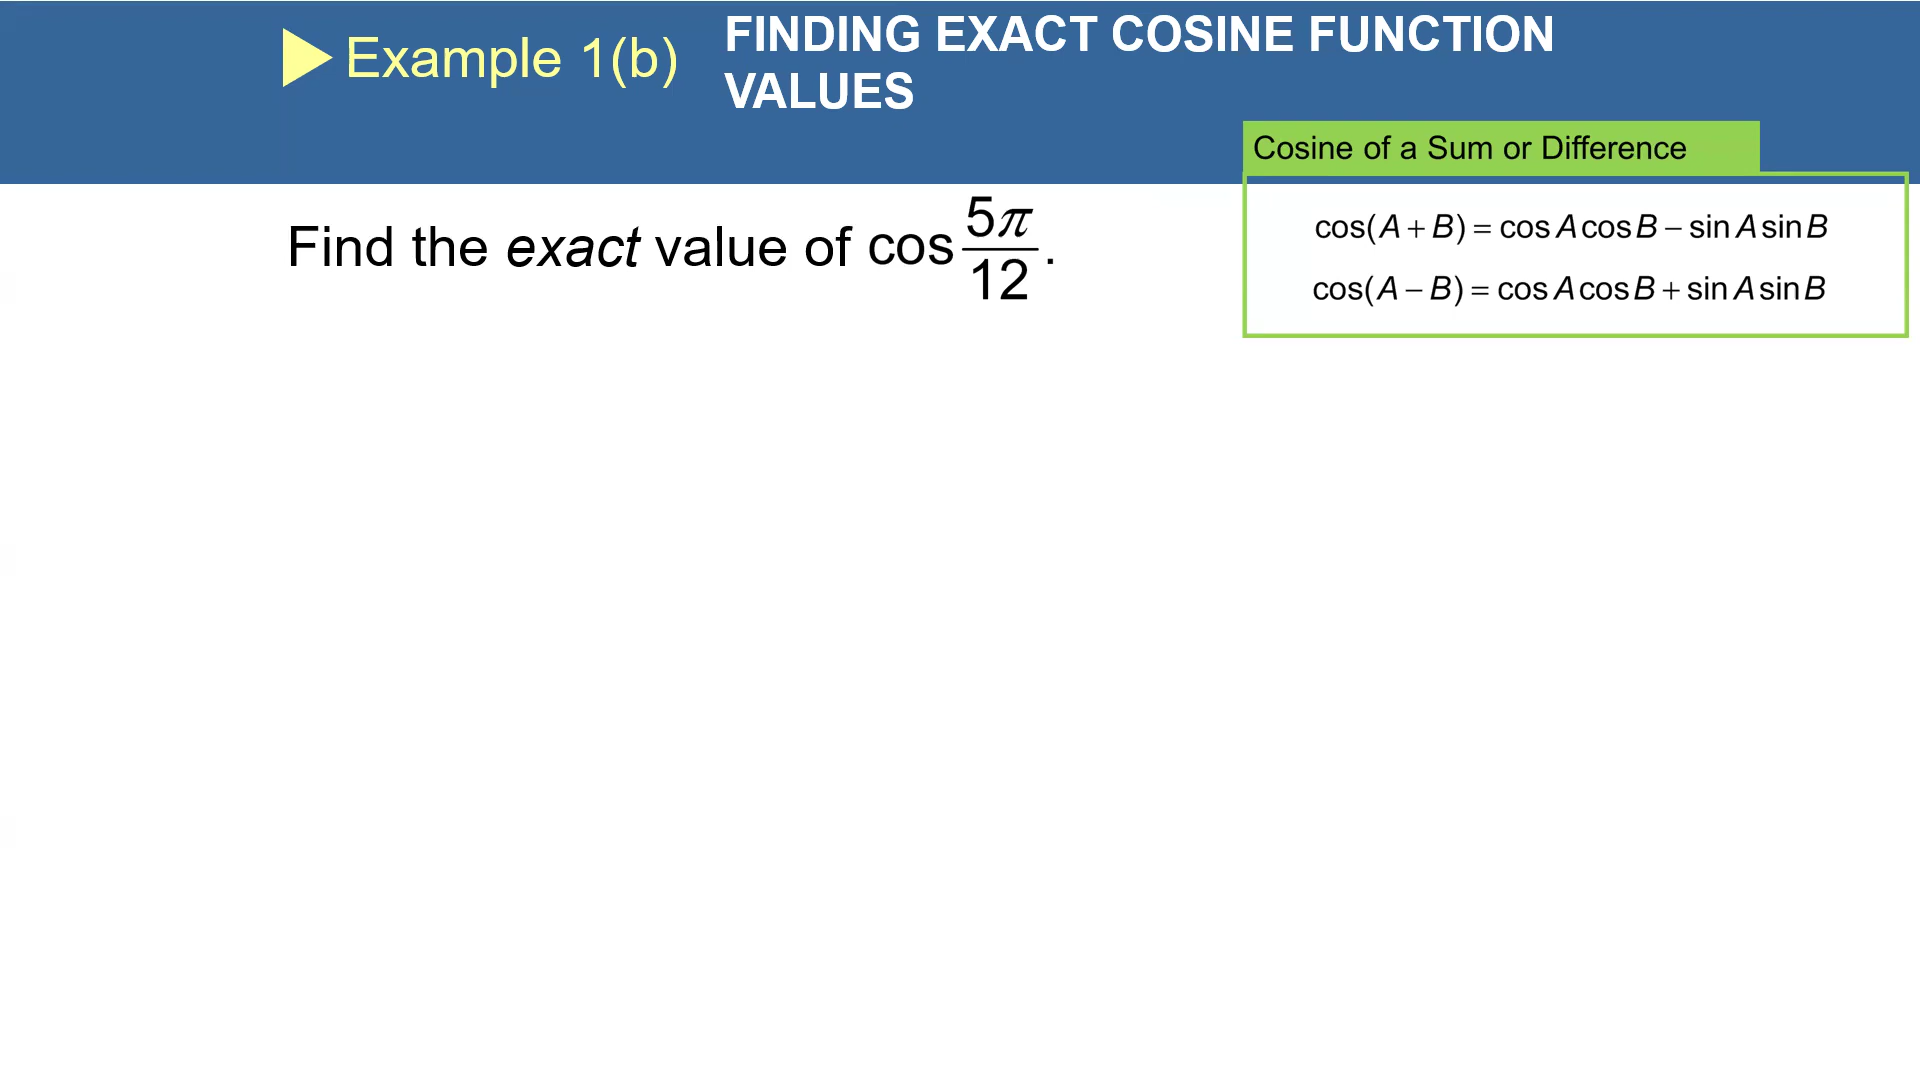 Example 1(b)
FINDING EXACT COSINE FUNCTION
VALUES
Cosine of a Sum or Difference
cos(A + B) = cos A cos B − sin A sin B
cos(A − B) = cos A cos B + sin A sin B
Find the exact value of cos 5π/12.